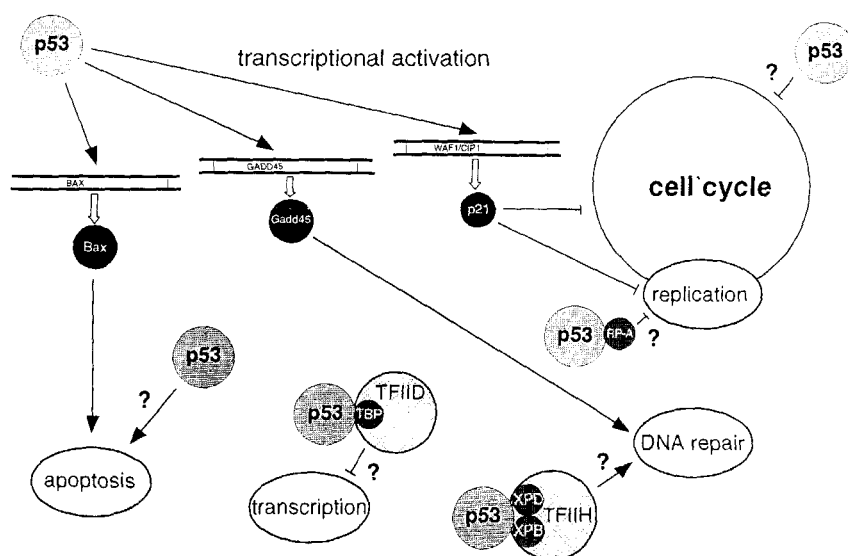 p53
transcriptional activation
p53
?
WAF1/CIP1
GADD45
BAX
cell cycle
p21
Gadd45
Bax
replication
p53
RP-A
?
p53
?
TFIID
p53
TBP
?
DNA repair
?
apoptosis
transcription
XPD
p53
TFIIH
XPB